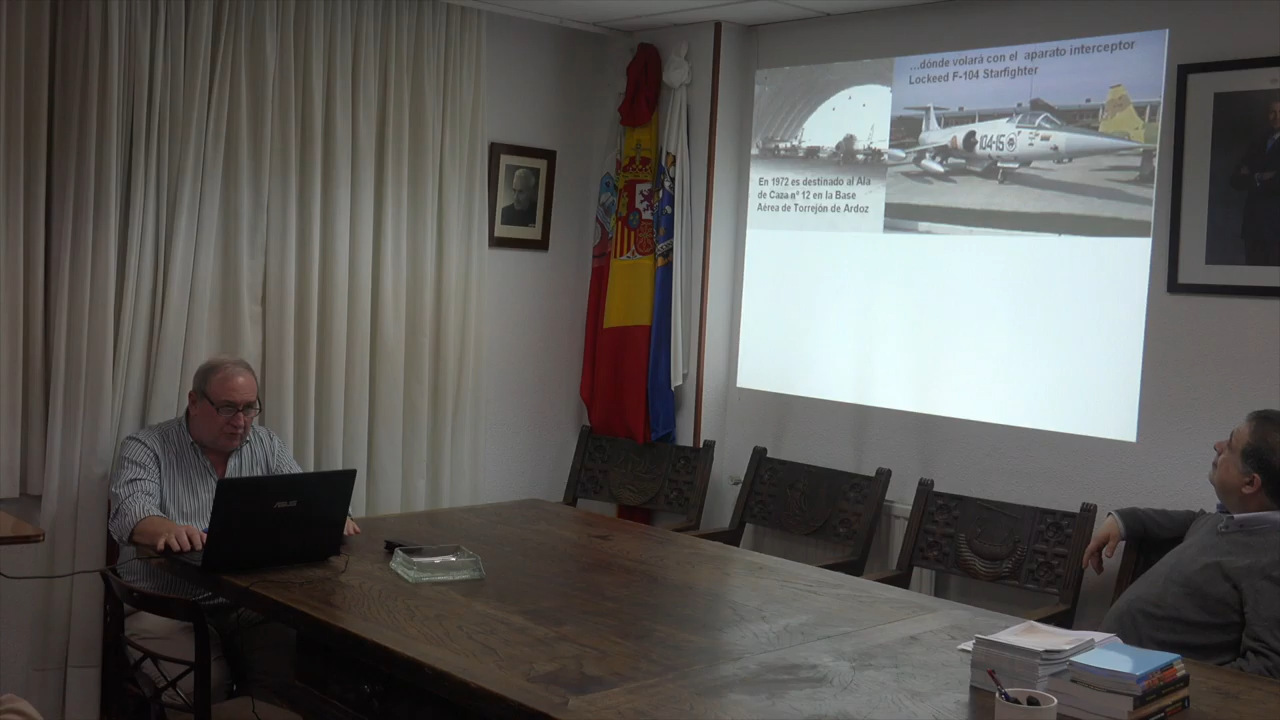 ...dónde volará con el aparato interceptor
Lockeed F-104 Starfighter
104-15
En 1972 es destinado al Ala
de Caza nº 12 en la Base
Aérea de Torrejón de Ardoz
ASUS